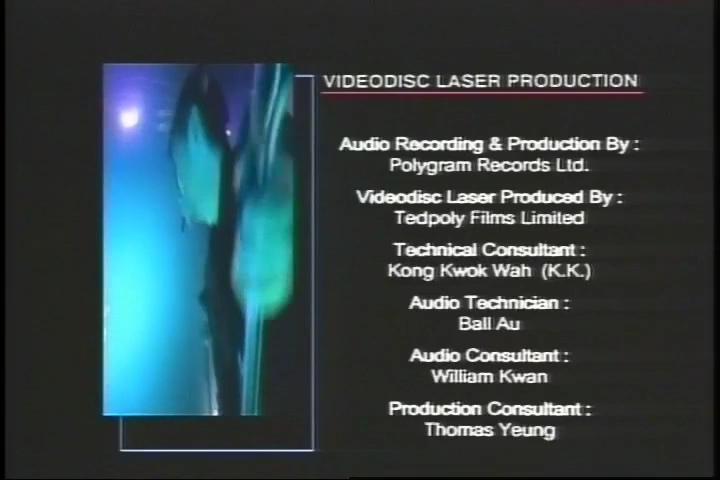 VIDEODISC LASER PRODUCTION
Audio Recording & Production By :
Polygram Records Ltd.
Videodisc Laser Produced By :
Tedpoly Films Limited
Technical Consultant :
Kong Kwok Wah (K.K.)
Audio Technician :
Ball Au
Audio Consultant :
William Kwan
Production Consultant :
Thomas Yeung